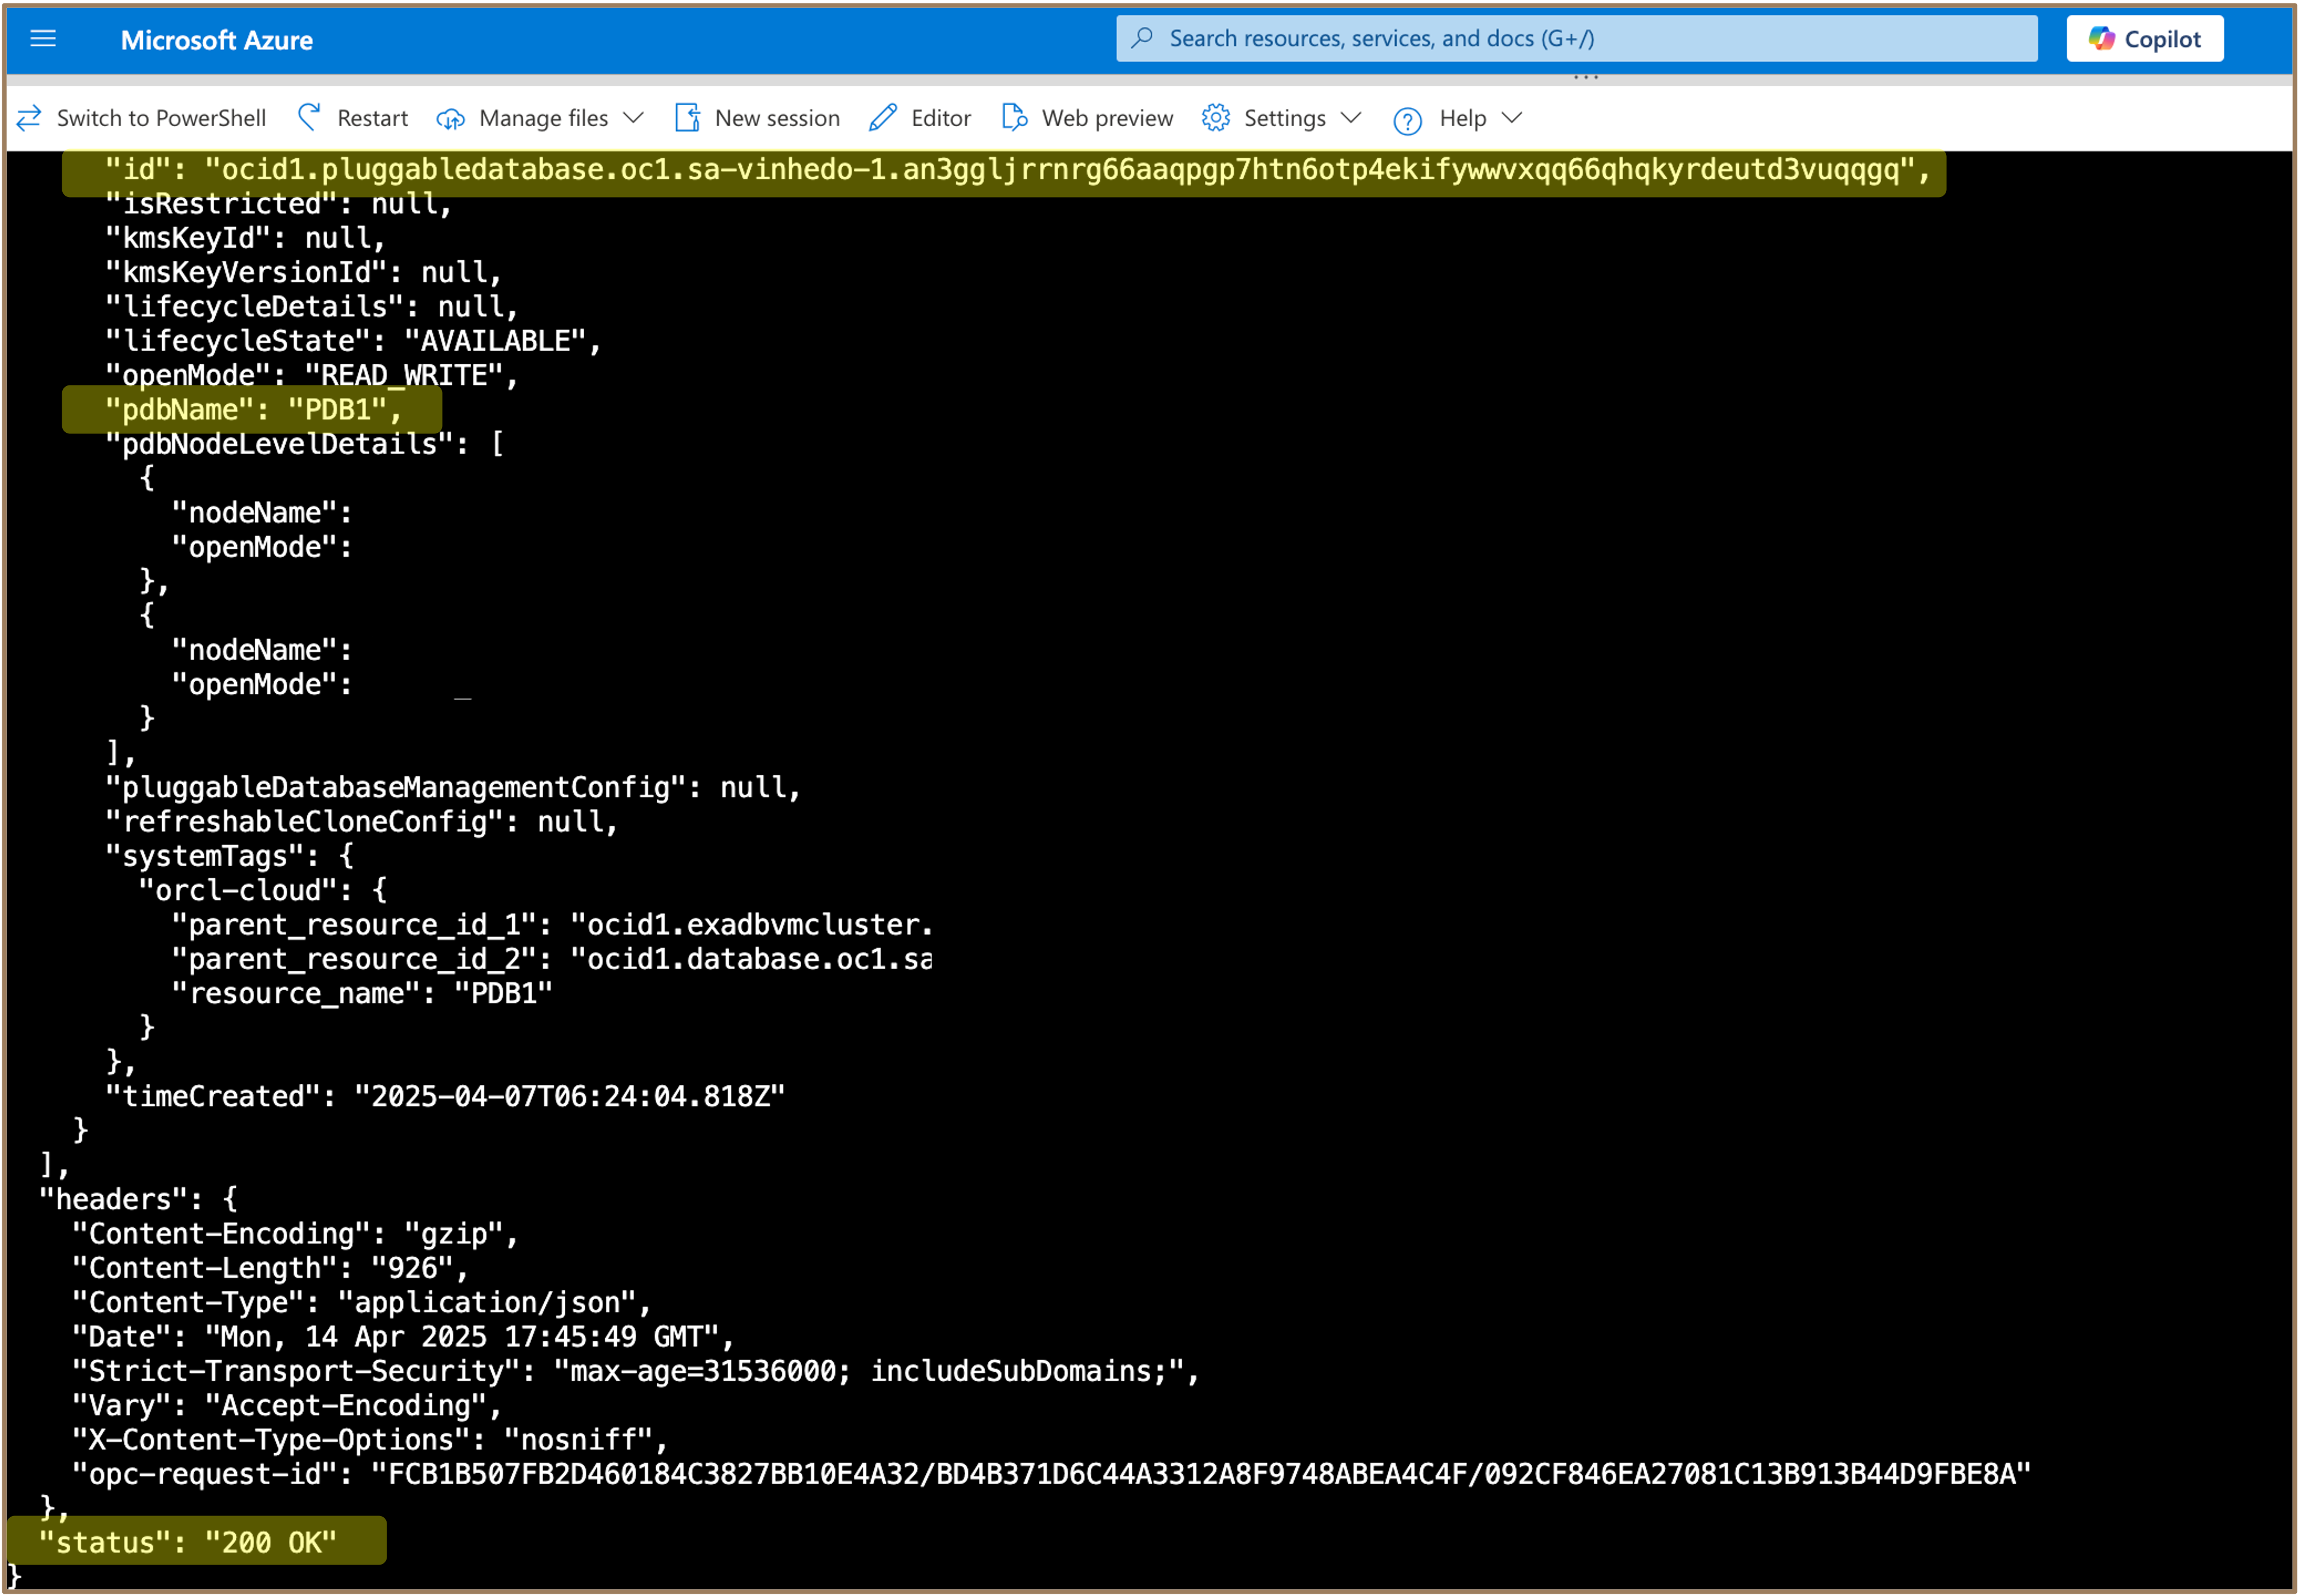 Microsoft Azure
Search resources, services, and docs (G+/)
Copilot
Switch to PowerShell Restart Manage files New session Editor Web preview Settings Help
"id": "ocid1.pluggabledatabase.oc1.sa-vinhedo-1.an3ggljrrnrg66aaqpgp7htn6otp4ekifywwvxqq66qhqkyrdeutd3vuqqgq",
"isRestricted": null,
"kmsKeyId": null,
"kmsKeyVersionId": null,
"lifecycleDetails": null,
"lifecycleState": "AVAILABLE",
"openMode": "READ_WRITE",
"pdbName": "PDB1",
"pdbNodeLevelDetails": [
{
"nodeName":
"openMode":
},
{
"nodeName":
"openMode": _
}
],
"pluggableDatabaseManagementConfig": null,
"refreshableCloneConfig": null,
"systemTags": {
"orcl-cloud": {
"parent_resource_id_1": "ocid1.exadbvmcluster.
"parent_resource_id_2": "ocid1.database.oc1.sa
"resource_name": "PDB1"
}
},
"timeCreated": "2025-04-07T06:24:04.818Z"
}
],
"headers": {
"Content-Encoding": "gzip",
"Content-Length": "926",
"Content-Type": "application/json",
"Date": "Mon, 14 Apr 2025 17:45:49 GMT",
"Strict-Transport-Security": "max-age=31536000; includeSubDomains;",
"Vary": "Accept-Encoding",
"X-Content-Type-Options": "nosniff",
"opc-request-id": "FCB1B507FB2D460184C3827BB10E4A32/BD4B371D6C44A3312A8F9748ABEA4C4F/092CF846EA27081C13B913B44D9FBE8A"
},
"status": "200 OK"
}